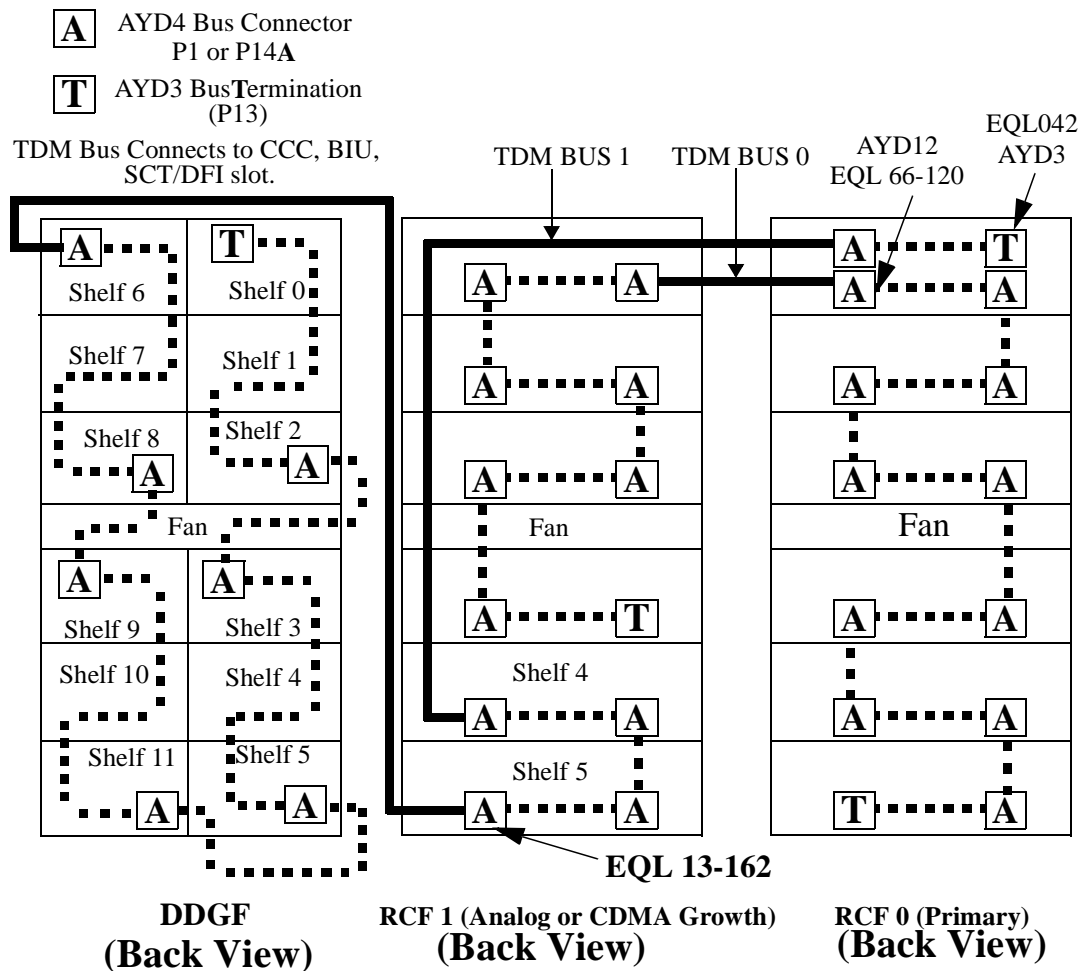 A AYD4 Bus Connector
P1 or P14A
T AYD3 BusTermination
(P13)
TDM Bus Connects to CCC, BIU,
SCT/DFI slot.
TDM BUS 1
TDM BUS 0
AYD12
EQL 66-120
EQL042
AYD3
A T
Shelf 6 Shelf 0
Shelf 7 Shelf 1
Shelf 8 Shelf 2
A A
Fan
A A
Shelf 9 Shelf 3
Shelf 10 Shelf 4
Shelf 11 Shelf 5
A A
A A
A A
A A
Fan
A T
Shelf 4
A A
Shelf 5
A A
EQL 13-162
A T
A A
A A
A A
Fan
A A
A A
T A
DDGF
(Back View)
RCF 1 (Analog or CDMA Growth)
(Back View)
RCF 0 (Primary)
(Back View)